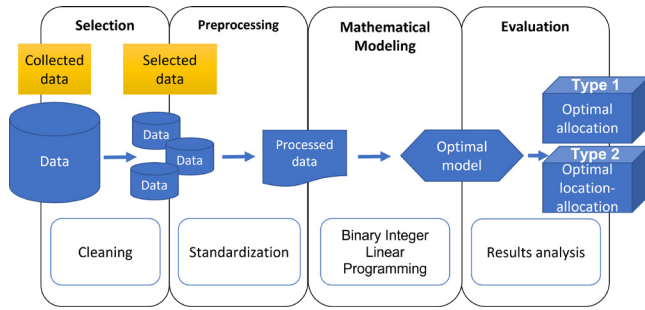 Selection
Preprocessing
Mathematical
Modeling
Evaluation
Collected
data
Selected
data
Type 1
Optimal
allocation
Type 2
Optimal
location-
allocation
Data
Data
Data
Data
Processed
data
Optimal
model
Cleaning
Standardization
Binary Integer
Linear
Programming
Results analysis